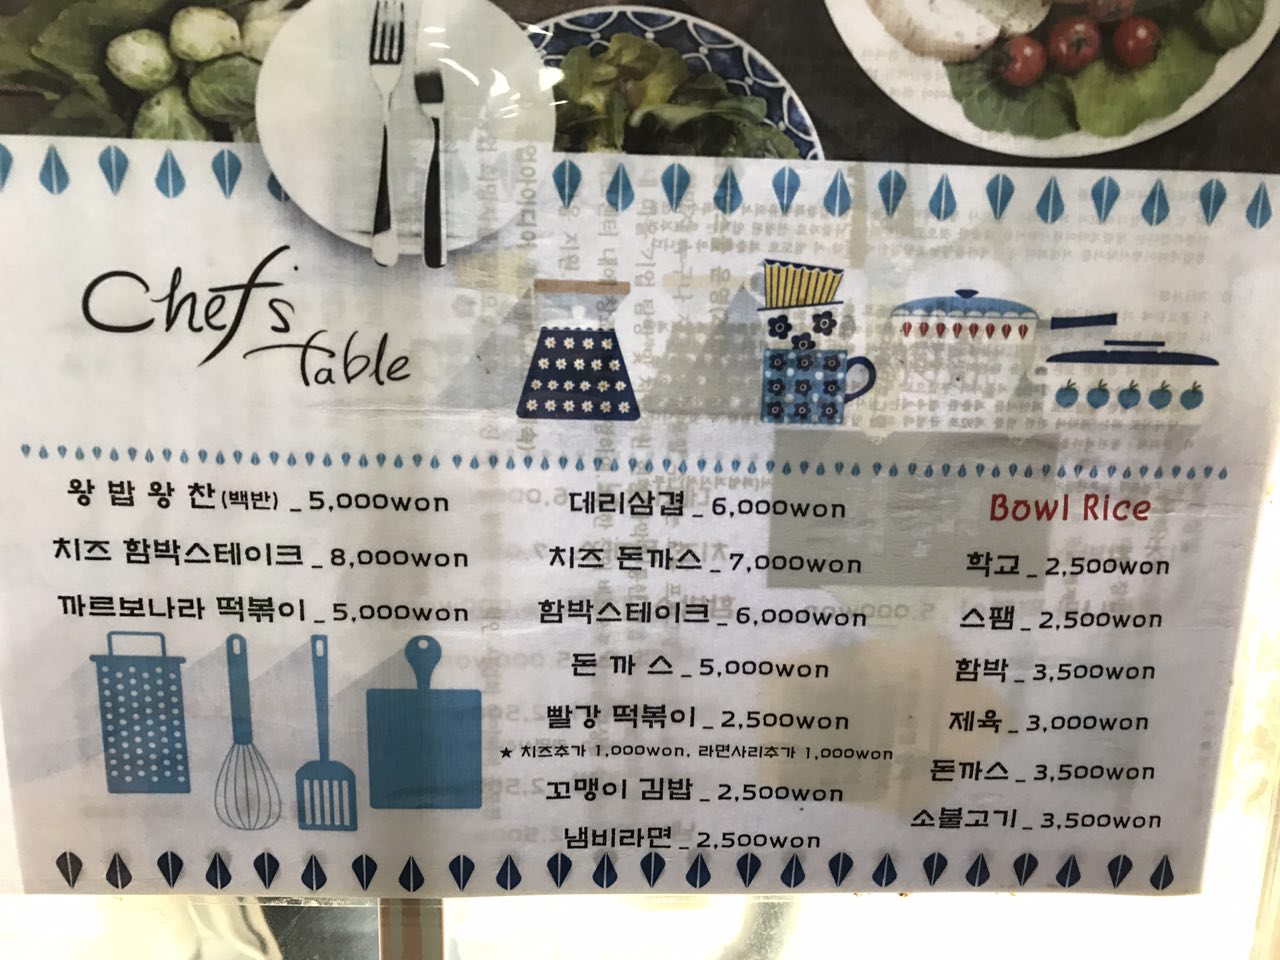 Chef's
table
왕 밥 왕 찬 (백반) _ 5,000won
치즈 함박스테이크 _ 8,000won
까르보나라 떡볶이 _ 5,000won
데리삼겹 _ 6,000won
치즈 돈까스 _ 7,000won
함박스테이크 _ 6,000won
돈 까 스 _ 5,000won
빨강 떡볶이 _ 2,500won
★ 치즈추가 1,000won, 라면사리추가 1,000won
꼬맹이 김밥 _ 2,500won
냄비라면 _ 2,500won
Bowl Rice
학교 _ 2,500won
스팸 _ 2,500won
함박 _ 3,500won
제육 _ 3,000won
돈까스 _ 3,500won
소불고기 _ 3,500won